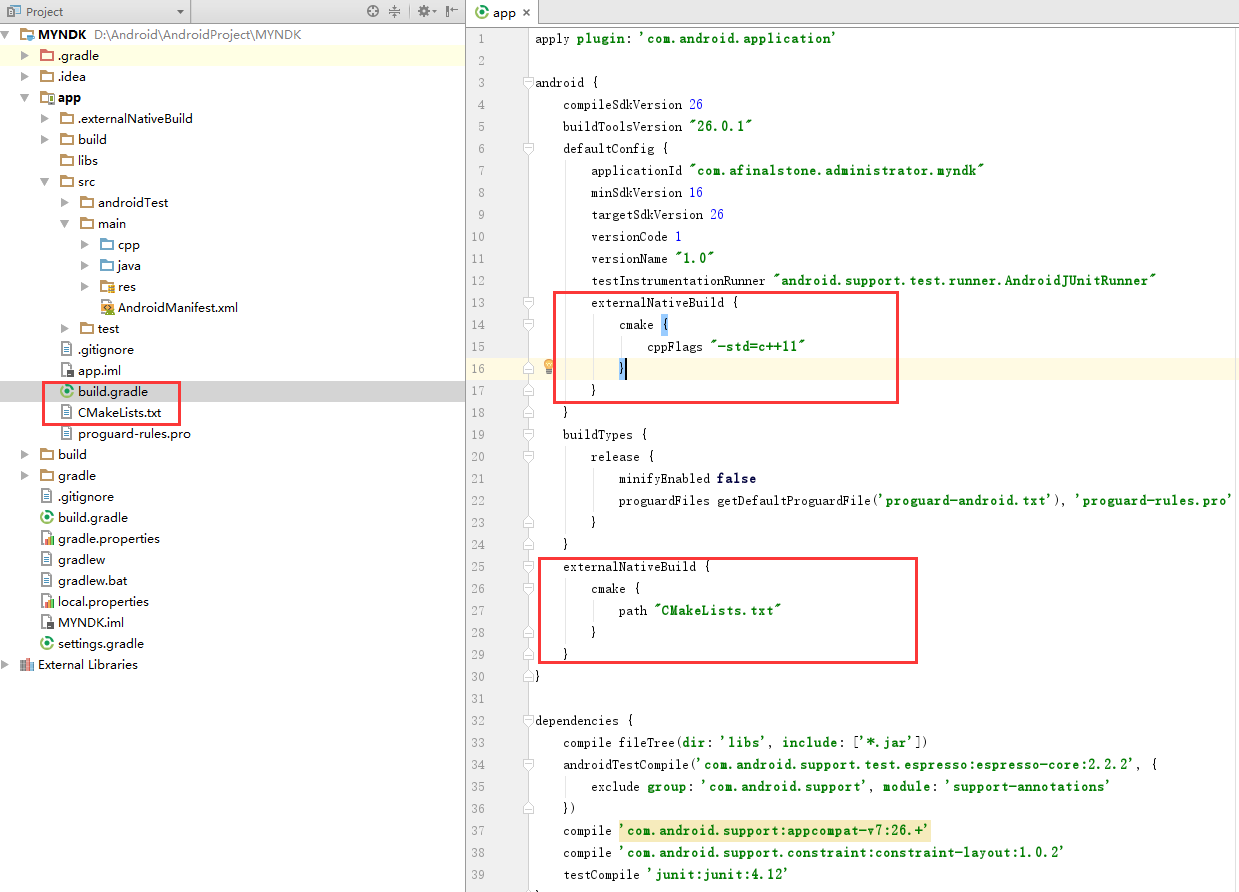 Project
MYNDK D:\Android\AndroidProject\MYNDK
.gradle
.idea
app
.externalNativeBuild
build
libs
src
androidTest
main
cpp
java
res
AndroidManifest.xml
test
.gitignore
app.iml
build.gradle
CMakeLists.txt
proguard-rules.pro
build
gradle
.gitignore
build.gradle
gradle.properties
gradlew
gradlew.bat
local.properties
MYNDK.iml
settings.gradle
External Libraries
app
1 apply plugin: 'com.android.application'
2
3 android {
4 compileSdkVersion 26
5 buildToolsVersion "26.0.1"
6 defaultConfig {
7 applicationId "com.afinalstone.administrator.myndk"
8 minSdkVersion 16
9 targetSdkVersion 26
10 versionCode 1
11 versionName "1.0"
12 testInstrumentationRunner "android.support.test.runner.AndroidJUnitRunner"
13 externalNativeBuild {
14 cmake {
15 cppFlags "-std=c++11"
16 }
17 }
18 }
19 buildTypes {
20 release {
21 minifyEnabled false
22 proguardFiles getDefaultProguardFile('proguard-android.txt'), 'proguard-rules.pro'
23 }
24 }
25 externalNativeBuild {
26 cmake {
27 path "CMakeLists.txt"
28 }
29 }
30 }
31
32 dependencies {
33 compile fileTree(dir: 'libs', include: ['*.jar'])
34 androidTestCompile('com.android.support.test.espresso:espresso-core:2.2.2', {
35 exclude group: 'com.android.support', module: 'support-annotations'
36 })
37 compile 'com.android.support:appcompat-v7:26.+'
38 compile 'com.android.support.constraint:constraint-layout:1.0.2'
39 testCompile 'junit:junit:4.12'